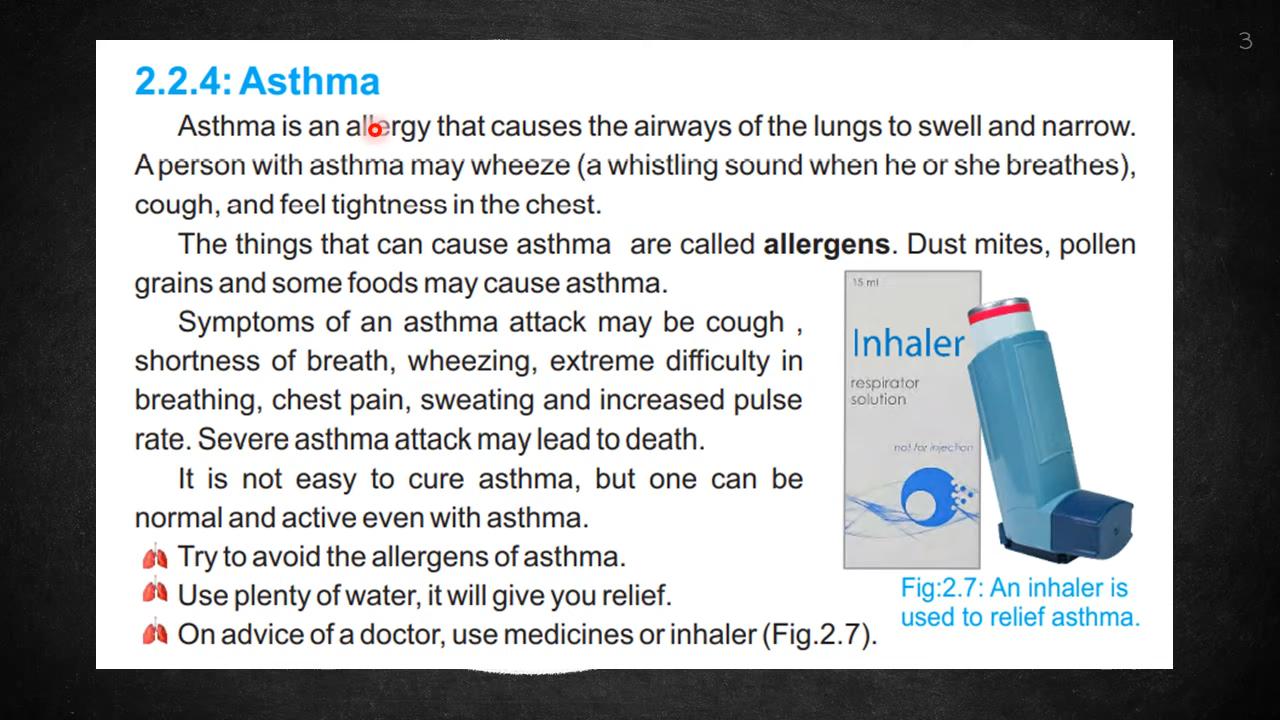 3
2.2.4: Asthma
Asthma is an allergy that causes the airways of the lungs to swell and narrow.
A person with asthma may wheeze (a whistling sound when he or she breathes),
cough, and feel tightness in the chest.
The things that can cause asthma are called allergens. Dust mites, pollen
grains and some foods may cause asthma.
Symptoms of an asthma attack may be cough ,
shortness of breath, wheezing, extreme difficulty in
breathing, chest pain, sweating and increased pulse
rate. Severe asthma attack may lead to death.
It is not easy to cure asthma, but one can be
normal and active even with asthma.
Try to avoid the allergens of asthma.
Use plenty of water, it will give you relief.
On advice of a doctor, use medicines or inhaler (Fig.2.7).
15 ml
Inhaler
respirator
solution
not for injection
Fig:2.7: An inhaler is
used to relief asthma.